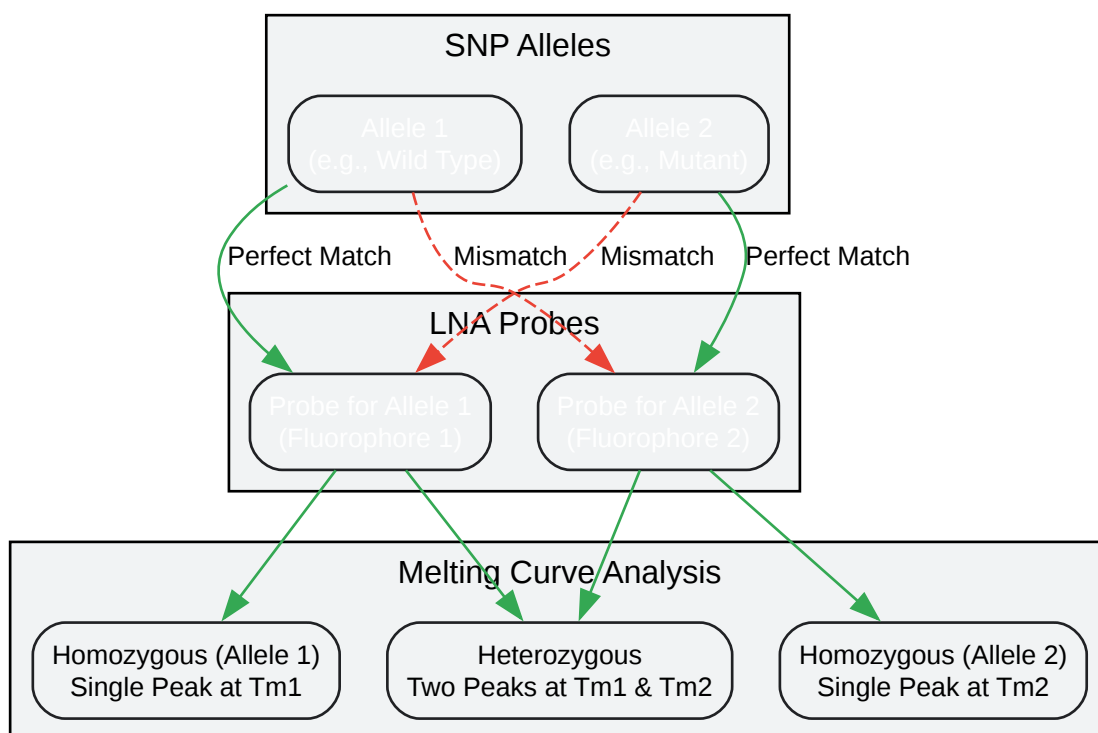 SNP Alleles
Allele 1
(e.g., Wild Type)
Allele 2
(e.g., Mutant)
Perfect Match
Mismatch
Mismatch
Perfect Match
LNA Probes
Probe for Allele 1
(Fluorophore 1)
Probe for Allele 2
(Fluorophore 2)
Melting Curve Analysis
Homozygous (Allele 1)
Single Peak at Tm1
Heterozygous
Two Peaks at Tm1 & Tm2
Homozygous (Allele 2)
Single Peak at Tm2